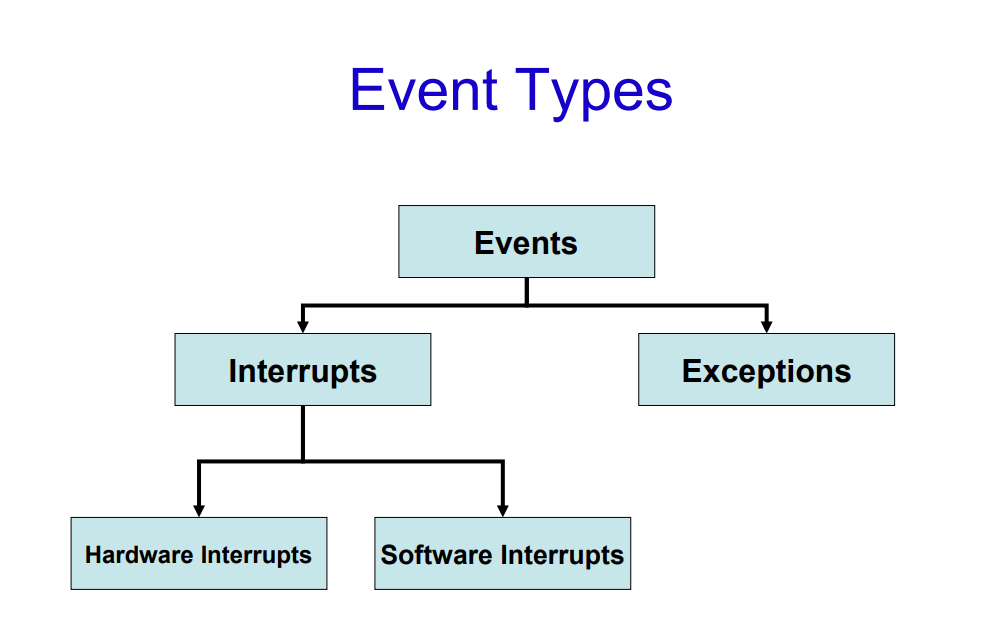 Event Types
Events
Interrupts
Exceptions
Hardware Interrupts
Software Interrupts